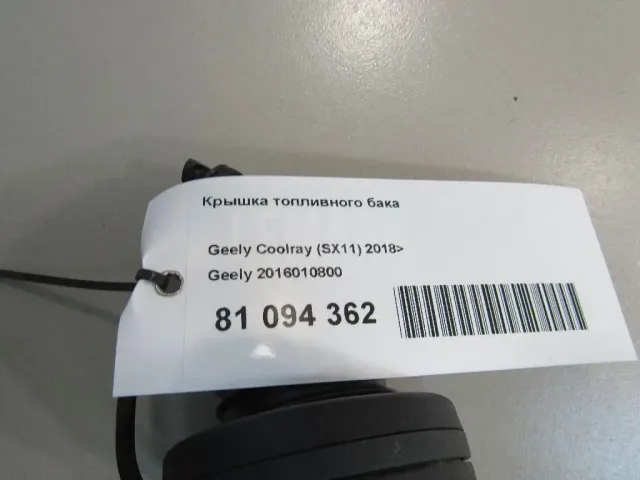 Крышка топливного бака
Geely Coolray (SX11) 2018>
Geely 2016010800
81 094 362